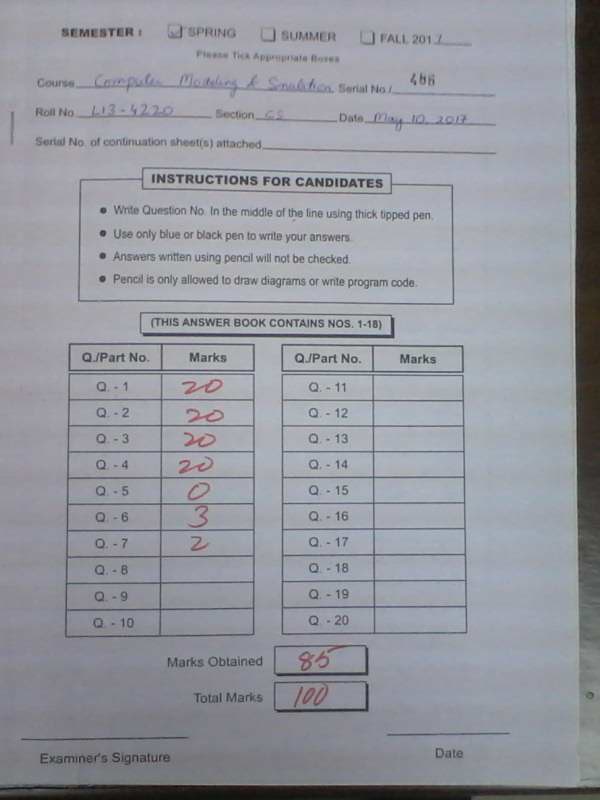 SEMESTER : SPRING SUMMER FALL 2017
Please Tick Appropriate Boxes
Course Computer Modeling & Simulation Serial No./ 488
Roll No L13-4220 Section CS Date May 10, 2017
Serial No. of continuation sheet(s) attached
INSTRUCTIONS FOR CANDIDATES
• Write Question No. In the middle of the line using thick tipped pen.
• Use only blue or black pen to write your answers.
• Answers written using pencil will not be checked.
• Pencil is only allowed to draw diagrams or write program code.
(THIS ANSWER BOOK CONTAINS NOS. 1-18)
Q./Part No. Marks Q./Part No. Marks
Q. - 1 20 Q. - 11
Q. - 2 20 Q. - 12
Q. - 3 20 Q. - 13
Q. - 4 20 Q. - 14
Q. - 5 0 Q. - 15
Q. - 6 3 Q. - 16
Q. - 7 2 Q. - 17
Q. - 8 Q. - 18
Q. - 9 Q. - 19
Q. - 10 Q. - 20
Marks Obtained 85
Total Marks 100
Examiner's Signature Date